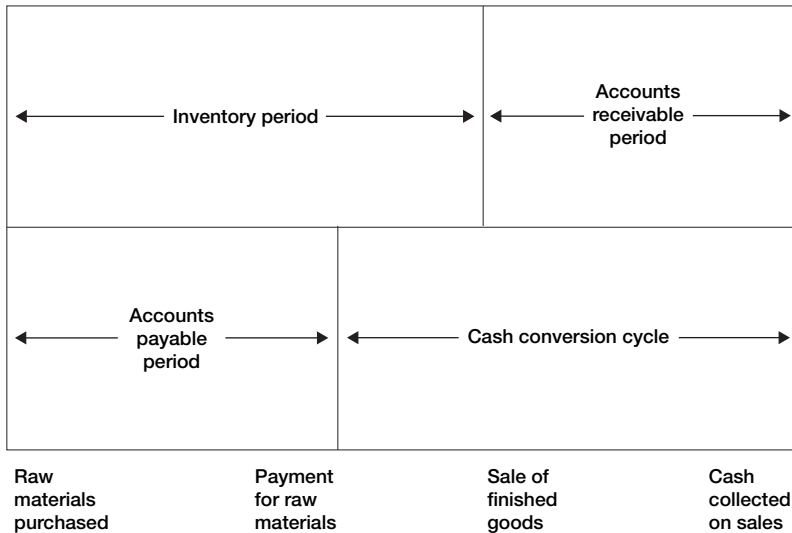 Inventory period
Accounts
receivable
period
Accounts
payable
period
Cash conversion cycle
Raw
materials
purchased
Payment
for raw
materials
Sale of
finished
goods
Cash
collected
on sales